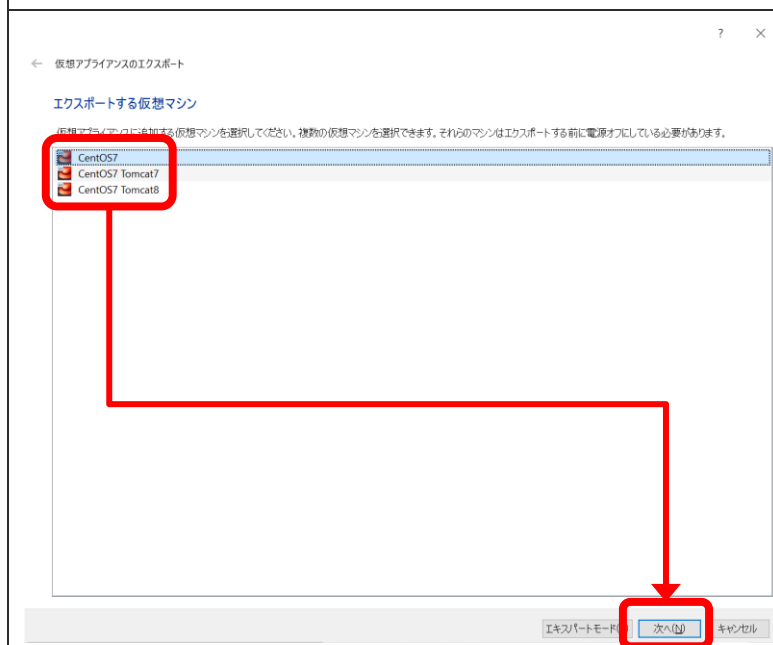 ? ×
← 仮想アプライアンスのエクスポート
エクスポートする仮想マシン
仮想アプライアンスに追加する仮想マシンを選択してください。複数の仮想マシンを選択できます。それらのマシンはエクスポートする前に電源オフにしている必要があります。
CentOS7
CentOS7 Tomcat7
CentOS7 Tomcat8
エキスパートモード( 次へ(N) キャンセル